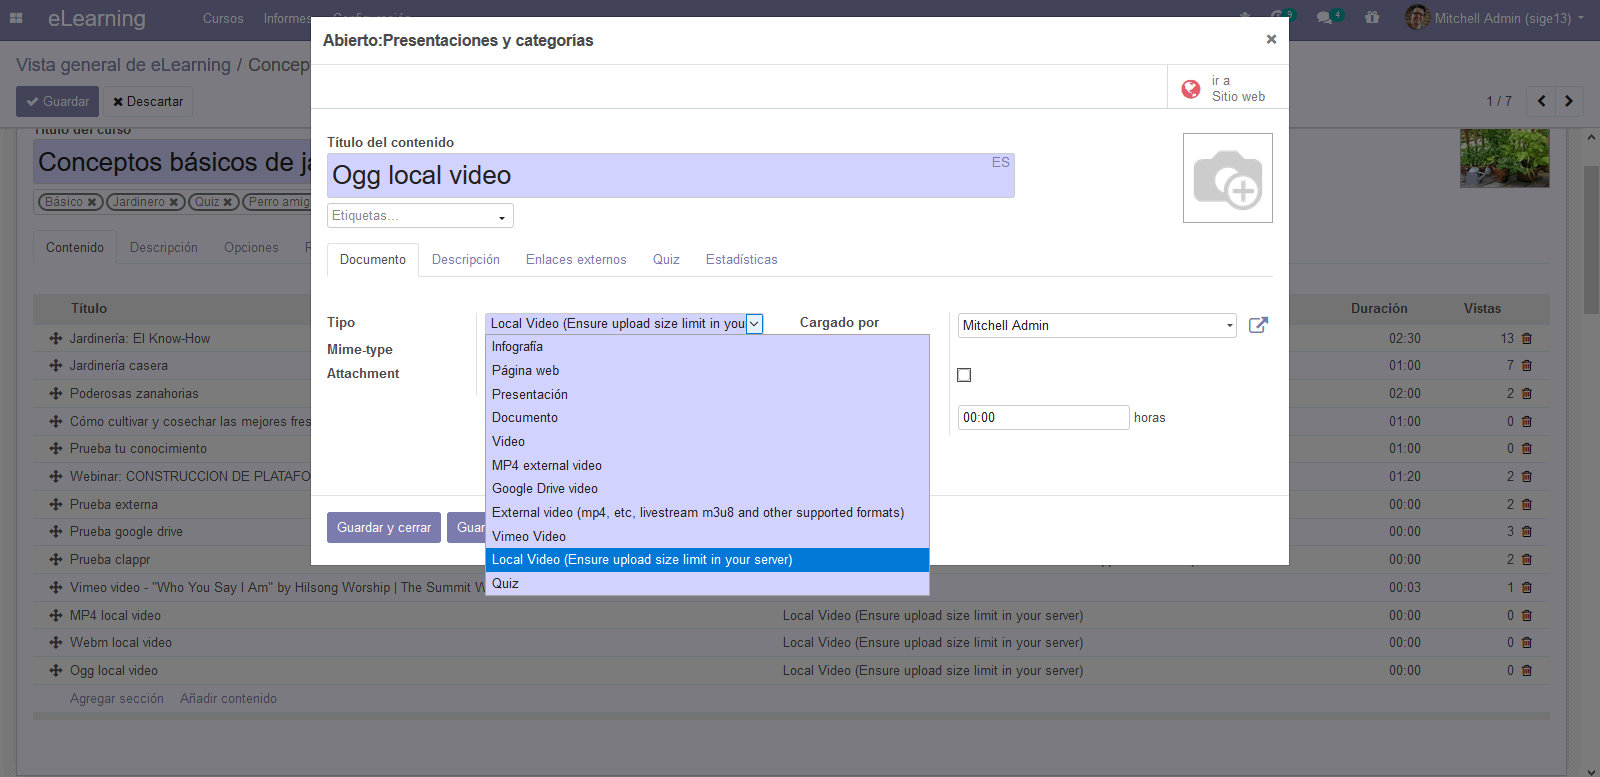 eLearning Cursos Informes Configuración 9 4 Mitchell Admin (sige13)
Vista general de eLearning / Concep
Guardar Descartar 1 / 7
Abierto:Presentaciones y categorías
ir a
Sitio web
Título del curso
Conceptos básicos de ja
Básico Jardinero Quiz Perro amig
Contenido Descripción Opciones R
Título del contenido
Ogg local video ES
Etiquetas...
Documento Descripción Enlaces externos Quiz Estadísticas
Tipo Local Video (Ensure upload size limit in you Cargado por Mitchell Admin
Mime-type
Attachment
00:00 horas
Infografía
Página web
Presentación
Documento
Video
MP4 external video
Google Drive video
External video (mp4, etc, livestream m3u8 and other supported formats)
Vimeo Video
Local Video (Ensure upload size limit in your server)
Quiz
Guardar y cerrar Guar
Título Duración Vistas
Jardinería: El Know-How 02:30 13
Jardinería casera 01:00 7
Poderosas zanahorias 02:00 2
Cómo cultivar y cosechar las mejores fres 01:00 0
Prueba tu conocimiento 01:00 0
Webinar: CONSTRUCCION DE PLATAFO 01:20 2
Prueba externa 00:00 2
Prueba google drive 00:00 3
Prueba clappr 00:00 2
Vimeo video - "Who You Say I Am" by Hilsong Worship | The Summit W 00:03 1
MP4 local video Local Video (Ensure upload size limit in your server) 00:00 0
Webm local video Local Video (Ensure upload size limit in your server) 00:00 0
Ogg local video Local Video (Ensure upload size limit in your server) 00:00 0
Agregar sección Añadir contenido